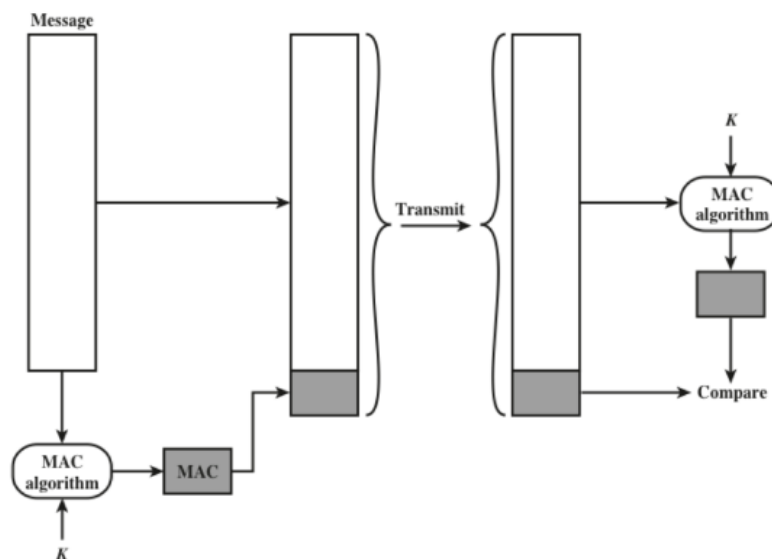 Message
K
MAC
algorithm
Transmit
Compare
MAC
algorithm
MAC
K